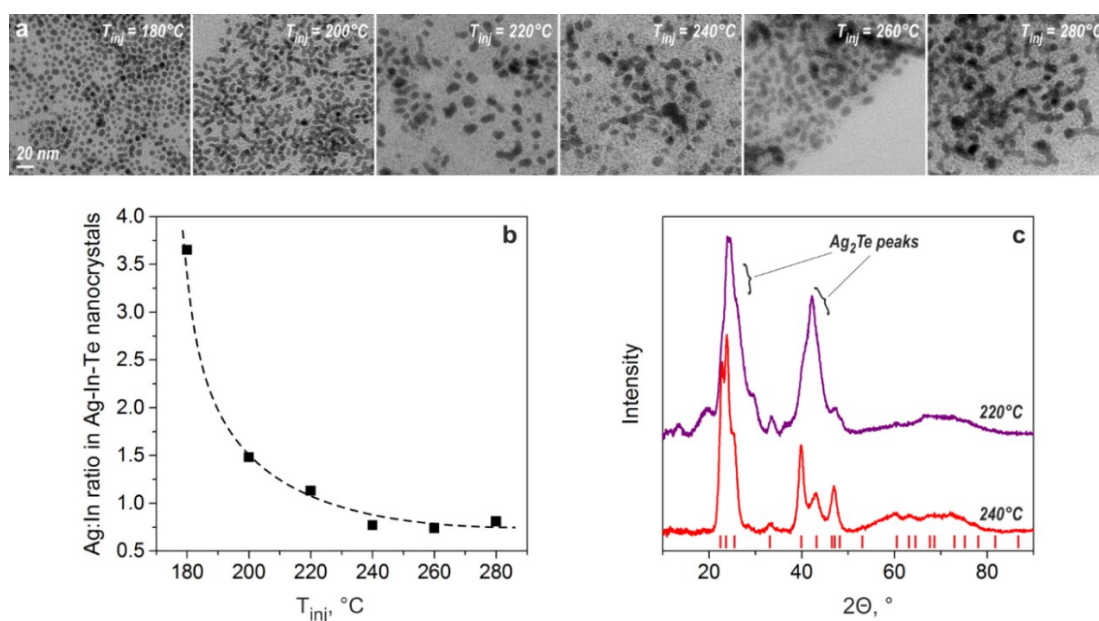 a
T_inj = 180°C
T_inj = 200°C
T_inj = 220°C
T_inj = 240°C
T_inj = 260°C
T_inj = 280°C
20 nm
b
Ag:In ratio in Ag-In-Te nanocrystals
4.0
3.5
3.0
2.5
2.0
1.5
1.0
0.5
180 200 220 240 260 280
T_inj, °C
c
Ag₂Te peaks
220°C
240°C
Intensity
20 40 60 80
2Θ, °